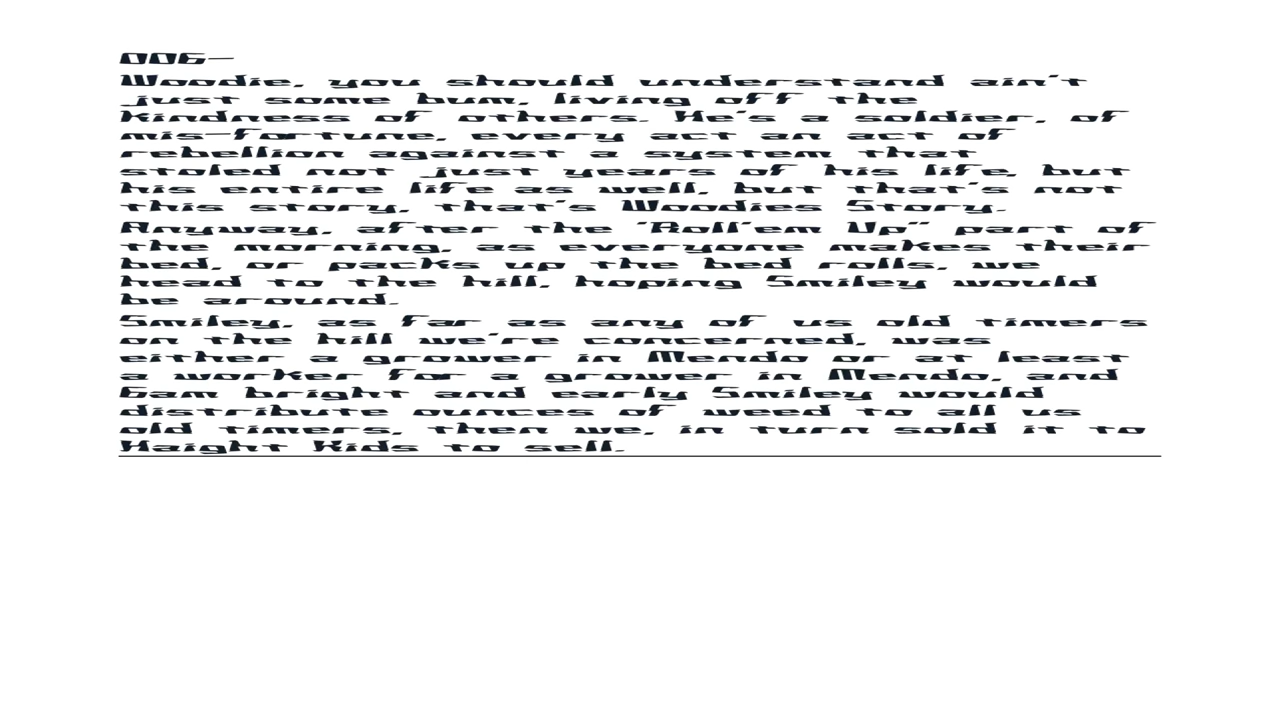 006—
Woodie, you should understand ain't
just some bum, living off the
kindness of others. He's a soldier, of
mis-fortune, every act an act of
rebellion against a system that
stoled not just years of his life, but
his entire life as well, but that's not
this story, that's Woodies Story.
Anyway, after the "Roll'em Up" part of
the morning, as everyone makes their
bed, or packs up the bed rolls, we
head to the hill, hoping Smiley would
be around.
Smiley, as far as any of us old timers
on the hill we're concerned, was
either a grower in Mendo or at least
a worker for a grower in Mendo, and
6am bright and early Smiley would
distribute ounces of weed to all us
old timers, then we, in turn sold it to
Haight Kids to sell.